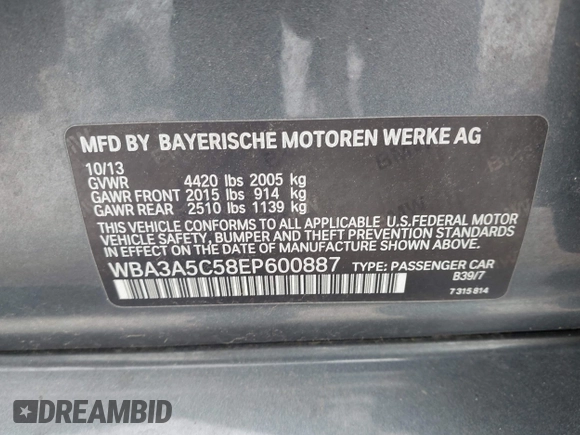 MFD BY BAYERISCHE MOTOREN WERKE AG
10/13
GVWR 4420 lbs 2005 kg
GAWR FRONT 2015 lbs 914 kg
GAWR REAR 2510 lbs 1139 kg
THIS VEHICLE CONFORMS TO ALL APPLICABLE U.S.FEDERAL MOTOR
VEHICLE SAFETY, BUMPER AND THEFT PREVENTION STANDARDS
IN EFFECT ON THE DATE OF MANUFACTURE SHOWN ABOVE.
WBA3A5C58EP600887 TYPE: PASSENGER CAR
B39/7
7 315 814
DREAMBID